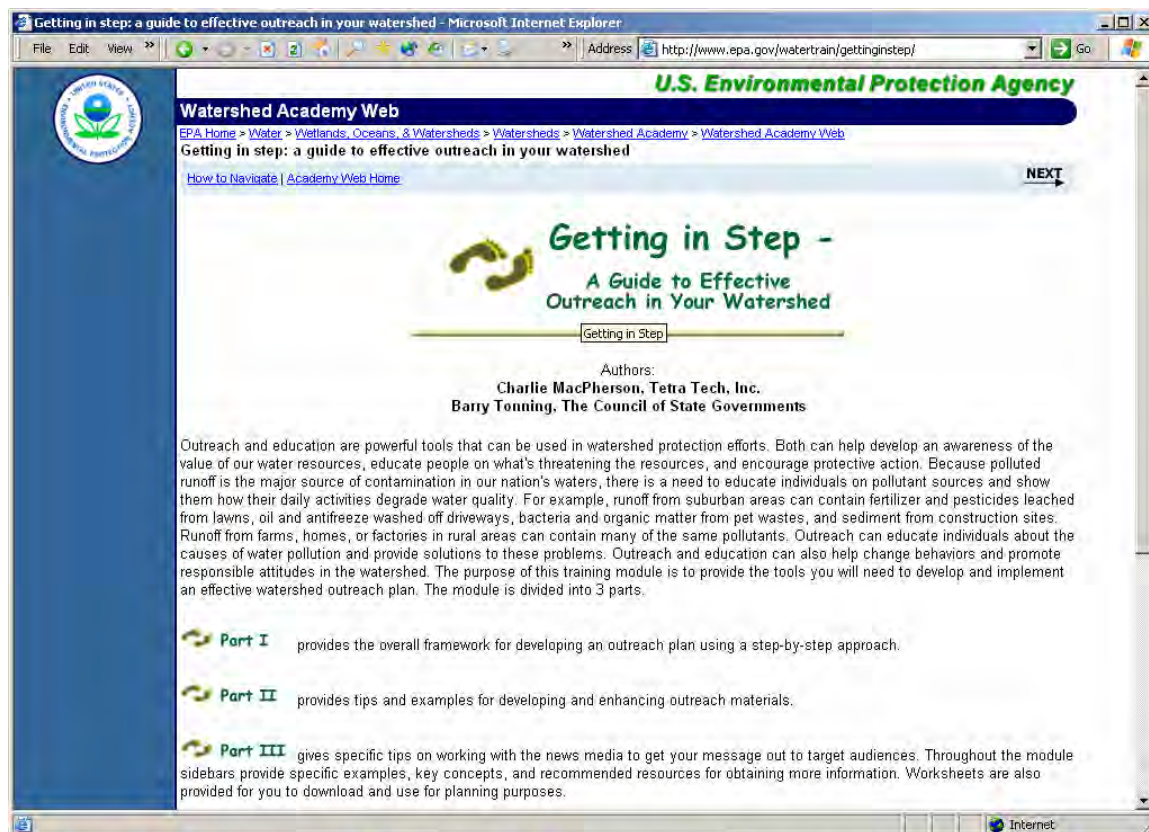 Getting in step: a guide to effective outreach in your watershed - Microsoft Internet Explorer
File Edit View » » Address http://www.epa.gov/watertrain/gettinginstep/ Go
U.S. Environmental Protection Agency
UNITED STATES
ENVIRONMENTAL PROTECTION AGENCY
Watershed Academy Web
EPA Home > Water > Wetlands, Oceans, & Watersheds > Watersheds > Watershed Academy > Watershed Academy Web
Getting in step: a guide to effective outreach in your watershed
How to Navigate | Academy Web Home NEXT
Getting in Step -
A Guide to Effective
Outreach in Your Watershed
Getting in Step
Authors:
Charlie MacPherson, Tetra Tech, Inc.
Barry Tonning, The Council of State Governments
Outreach and education are powerful tools that can be used in watershed protection efforts. Both can help develop an awareness of the
value of our water resources, educate people on what's threatening the resources, and encourage protective action. Because polluted
runoff is the major source of contamination in our nation's waters, there is a need to educate individuals on pollutant sources and show
them how their daily activities degrade water quality. For example, runoff from suburban areas can contain fertilizer and pesticides leached
from lawns, oil and antifreeze washed off driveways, bacteria and organic matter from pet wastes, and sediment from construction sites.
Runoff from farms, homes, or factories in rural areas can contain many of the same pollutants. Outreach can educate individuals about the
causes of water pollution and provide solutions to these problems. Outreach and education can also help change behaviors and promote
responsible attitudes in the watershed. The purpose of this training module is to provide the tools you will need to develop and implement
an effective watershed outreach plan. The module is divided into 3 parts.
Part I provides the overall framework for developing an outreach plan using a step-by-step approach.
Part II provides tips and examples for developing and enhancing outreach materials.
Part III gives specific tips on working with the news media to get your message out to target audiences. Throughout the module
sidebars provide specific examples, key concepts, and recommended resources for obtaining more information. Worksheets are also
provided for you to download and use for planning purposes.
Internet